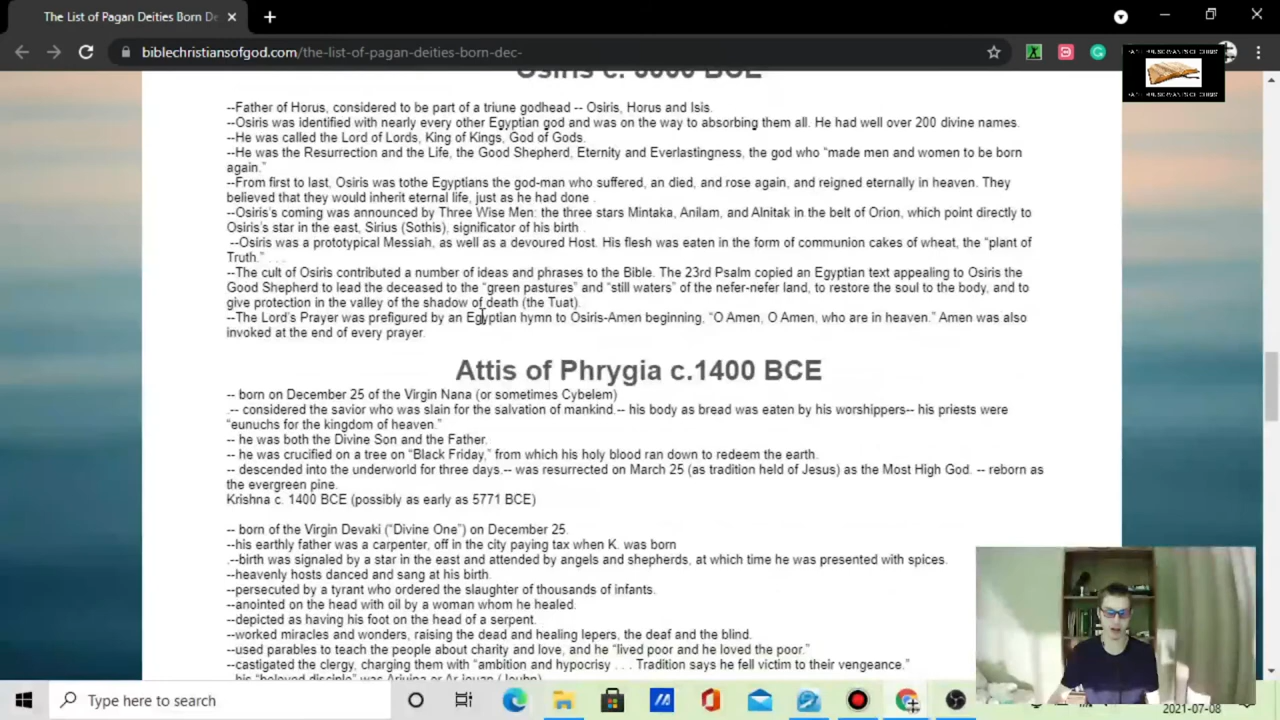 The List of Pagan Deities Born De
biblechristiansofgod.com/the-list-of-pagan-deities-born-dec-
Osiris c. 6000 BCE
--Father of Horus, considered to be one in a triune godhead -- Osiris, Horus and Isis.
--Osiris was identified with nearly every other Egyptian god and was on the way to absorbing them all. He had well over 200 divine names.
--He was called the Lord of Lords, King of Kings, God of Gods.
--He was the Resurrection and the Life, the Good Shepherd, Eternity and Everlastingness, the god who “made men and women to be born
again.”
--From first to last, Osiris was tothe Egyptians the god-man who suffered, an died, and rose again, and reigned eternally in heaven. They
believed that they would inherit eternal life, just as he had done .
--Osiris’s coming was announced by Three Wise Men: the three stars Mintaka, Anilam, and Alnitak in the belt of Orion, which point directly to
Osiris’s star in the east, Sirius (Sothis), significator of his birth .
--Osiris was a prototypical Messiah, as well as a devoured Host. His flesh was eaten in the form of communion cakes of wheat, the “plant of
Truth.” . . .
--The cult of Osiris contributed a number of ideas and phrases to the Bible. The 23rd Psalm copied an Egyptian text appealing to Osiris the
Good Shepherd to lead the deceased to the “green pastures” and “still waters” of the nefer-nefer land, to restore the soul to the body, and to
give protection in the valley of the shadow of death (the Tuat).
--The Lord’s Prayer was prefigured by an Egyptian hymn to Osiris-Amen beginning, “O Amen, O Amen, who are in heaven.” Amen was also
invoked at the end of every prayer.
Attis of Phrygia c.1400 BCE
-- born on December 25 of the Virgin Nana (or sometimes Cybelem)
.-- considered the savior who was slain for the salvation of mankind.-- his body as bread was eaten by his worshippers-- his priests were
“eunuchs for the kingdom of heaven.”
-- he was both the Divine Son and the Father.
-- he was crucified on a tree on “Black Friday,” from which his holy blood ran down to redeem the earth.
-- descended into the underworld for three days.-- was resurrected on March 25 (as tradition held of Jesus) as the Most High God. -- reborn as
the evergreen pine.
Krishna c. 1400 BCE (possibly as early as 5771 BCE)
-- born of the Virgin Devaki (“Divine One”) on December 25.
--his earthly father was a carpenter, off in the city paying tax when K. was born
.--birth was signaled by a star in the east and attended by angels and shepherds, at which time he was presented with spices.
--heavenly hosts danced and sang at his birth.
--persecuted by a tyrant who ordered the slaughter of thousands of infants.
--anointed on the head with oil by a woman whom he healed.
--depicted as having his foot on the head of a serpent.
--worked miracles and wonders, raising the dead and healing lepers, the deaf and the blind.
--used parables to teach the people about charity and love, and he “lived poor and he loved the poor.”
--castigated the clergy, charging them with “ambition and hypocrisy . . . Tradition says he fell victim to their vengeance.”
Type here to search
2021-07-08